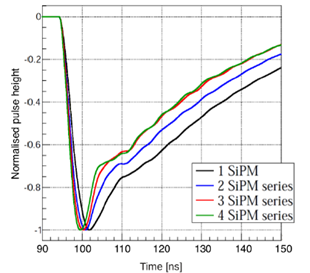 0
-0.2
-0.4
-0.6
-0.8
-1
Normalised pulse height
1 SiPM
2 SiPM series
3 SiPM series
4 SiPM series
90 100 110 120 130 140 150
Time [ns]